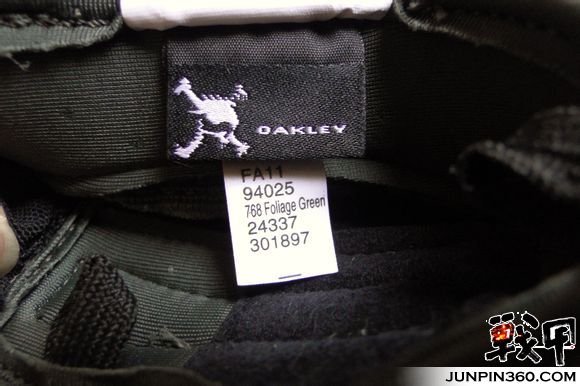 OAKLEY
FA11
94025
768 Foliage Green
24337
301897
戰甲
JUNPIN360.COM